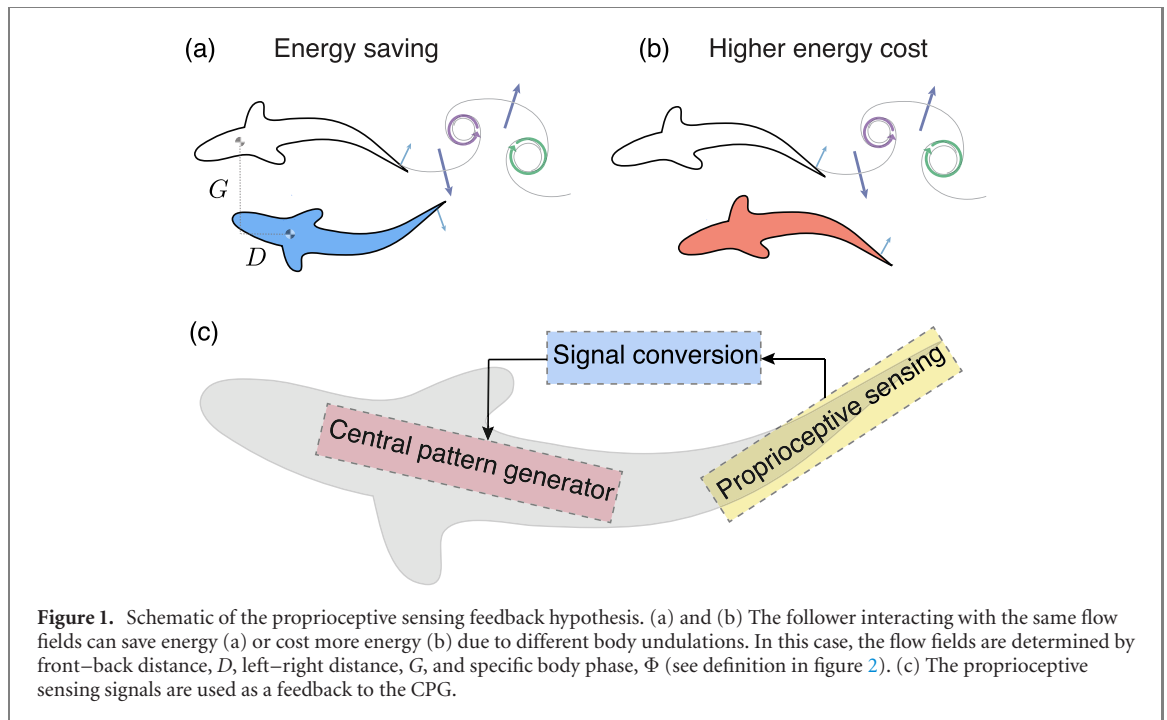 (a) Energy saving
(b) Higher energy cost
G
D
(c)
Signal conversion
Proprioceptive sensing
Central pattern generator
Figure 1. Schematic of the proprioceptive sensing feedback hypothesis. (a) and (b) The follower interacting with the same flow
fields can save energy (a) or cost more energy (b) due to different body undulations. In this case, the flow fields are determined by
front−back distance, D, left−right distance, G, and specific body phase, Φ (see definition in figure 2). (c) The proprioceptive
sensing signals are used as a feedback to the CPG.